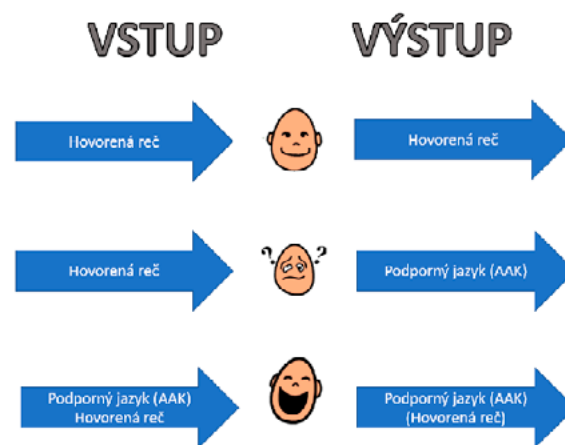 VSTUP VÝSTUP
Hovorená reč
Hovorená reč
? ?
Hovorená reč
Podporný jazyk (AAK)
Podporný jazyk (AAK)
Hovorená reč
Podporný jazyk (AAK)
(Hovorená reč)